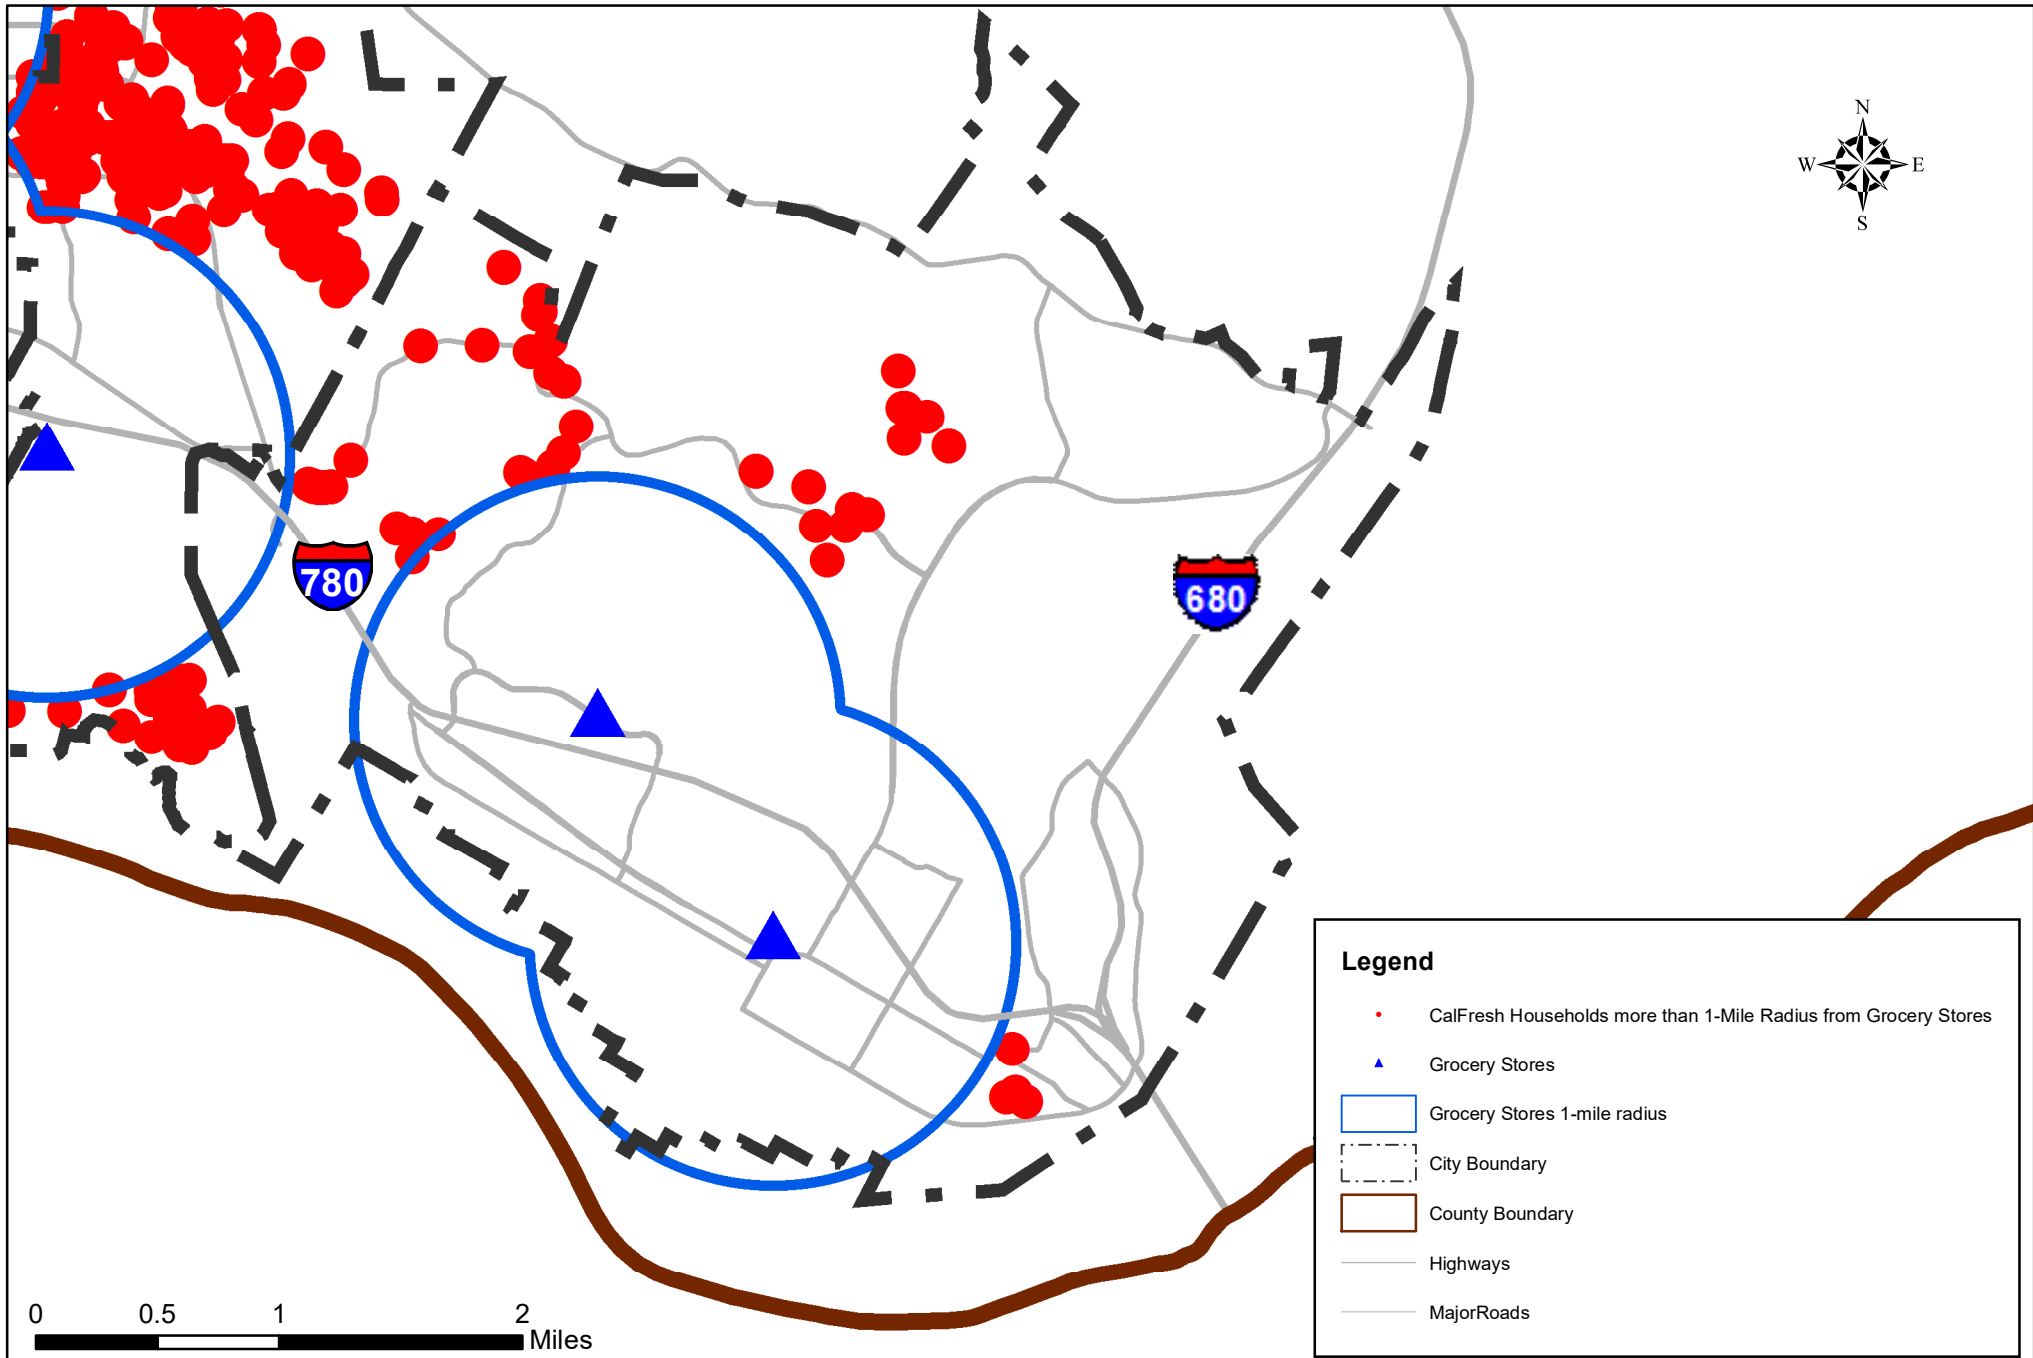 N
W E
S
780
680
Legend
CalFresh Households more than 1-Mile Radius from Grocery Stores
Grocery Stores
Grocery Stores 1-mile radius
City Boundary
County Boundary
Highways
MajorRoads
0 0.5 1 2
Miles